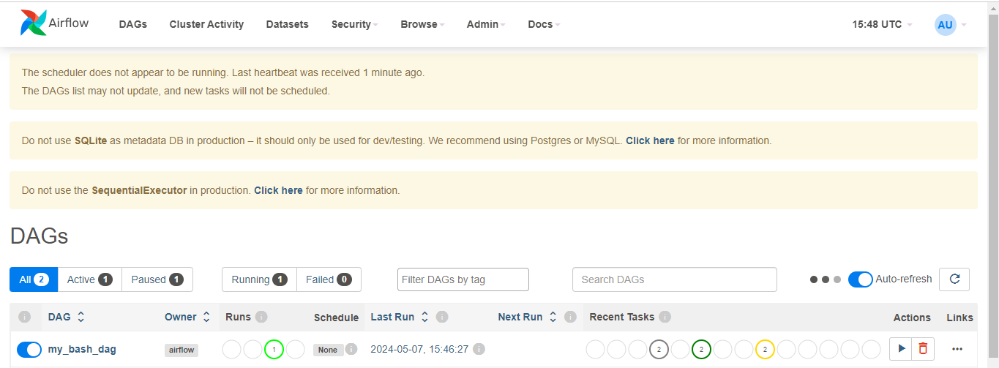 Airflow DAGs Cluster Activity Datasets Security Browse Admin Docs 15:48 UTC AU
The scheduler does not appear to be running. Last heartbeat was received 1 minute ago.
The DAGs list may not update, and new tasks will not be scheduled.
Do not use SQLite as metadata DB in production – it should only be used for dev/testing. We recommend using Postgres or MySQL. Click here for more information.
Do not use the SequentialExecutor in production. Click here for more information.
DAGs
All 2 Active 1 Paused 1 Running 1 Failed 0 Filter DAGs by tag Search DAGs Auto-refresh
i DAG Owner Runs i Schedule Last Run i Next Run i Recent Tasks i Actions Links
my_bash_dag airflow 1 None i 2024-05-07, 15:46:27 i 2 2 2